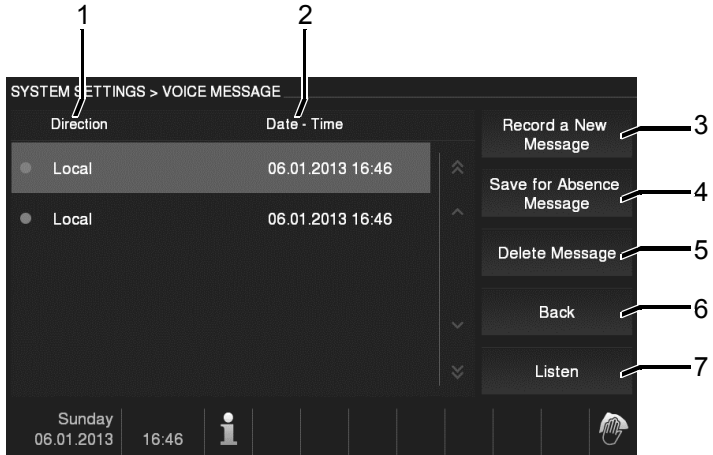 1 2
SYSTEM SETTINGS > VOICE MESSAGE
Direction Date - Time
Local 06.01.2013 16:46
Local 06.01.2013 16:46
Record a New
Message
3
Save for Absence
Message
4
Delete Message
5
Back
6
Listen
7
Sunday
06.01.2013 16:46